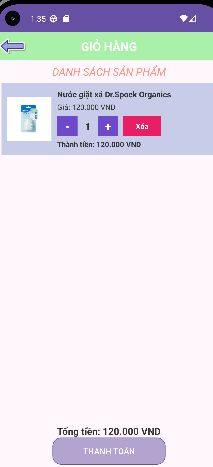 1:35
GIỎ HÀNG
DANH SÁCH SẢN PHẨM
Nước giặt xả Dr.Spock Organics
Giá: 120.000 VND
- 1 + Xóa
Thành tiền: 120.000 VND
Tổng tiền: 120.000 VND
THANH TOÁN